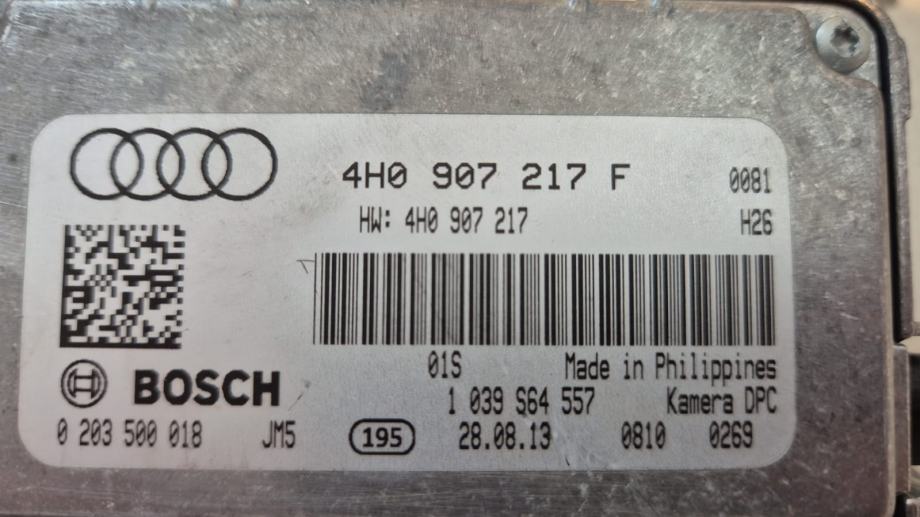 4H0 907 217 F 0081
HW: 4H0 907 217 H26
01S Made in Philippines
BOSCH 1 039 S64 557 Kamera DPC
0 203 500 018 JM5 195 28.08.13 0810 0269